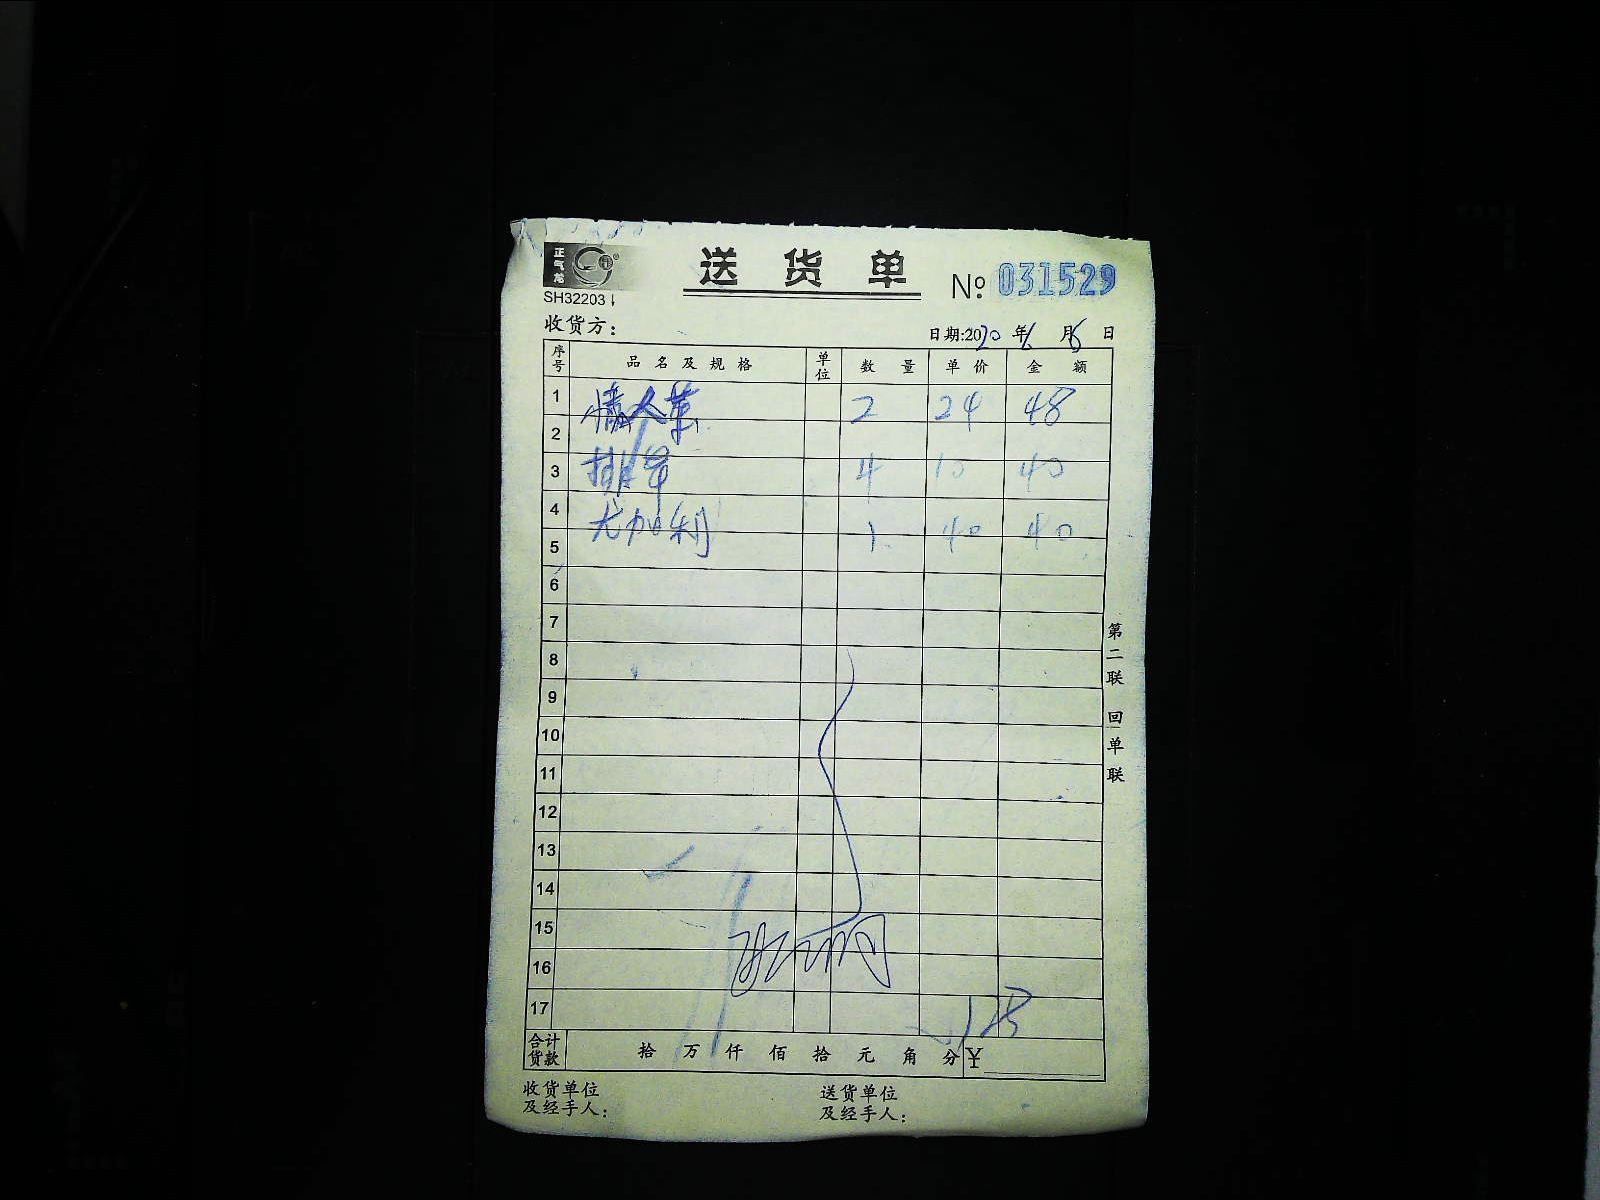 正气龙
送货单 № 031529
SH32203
收货方： 日期:2020年6月6日
序号 品名及规格 单位 数量 单价 金额
1 情人草 2 24 48
2
3 排草 4 10 40
4 尤加利 1 40 40
5
6
7
8
9
10
11
12
13
14
15
16
17 128
合计货款 拾万仟佰拾元角分 ¥
收货单位及经手人： 送货单位及经手人：
第二联 回单联